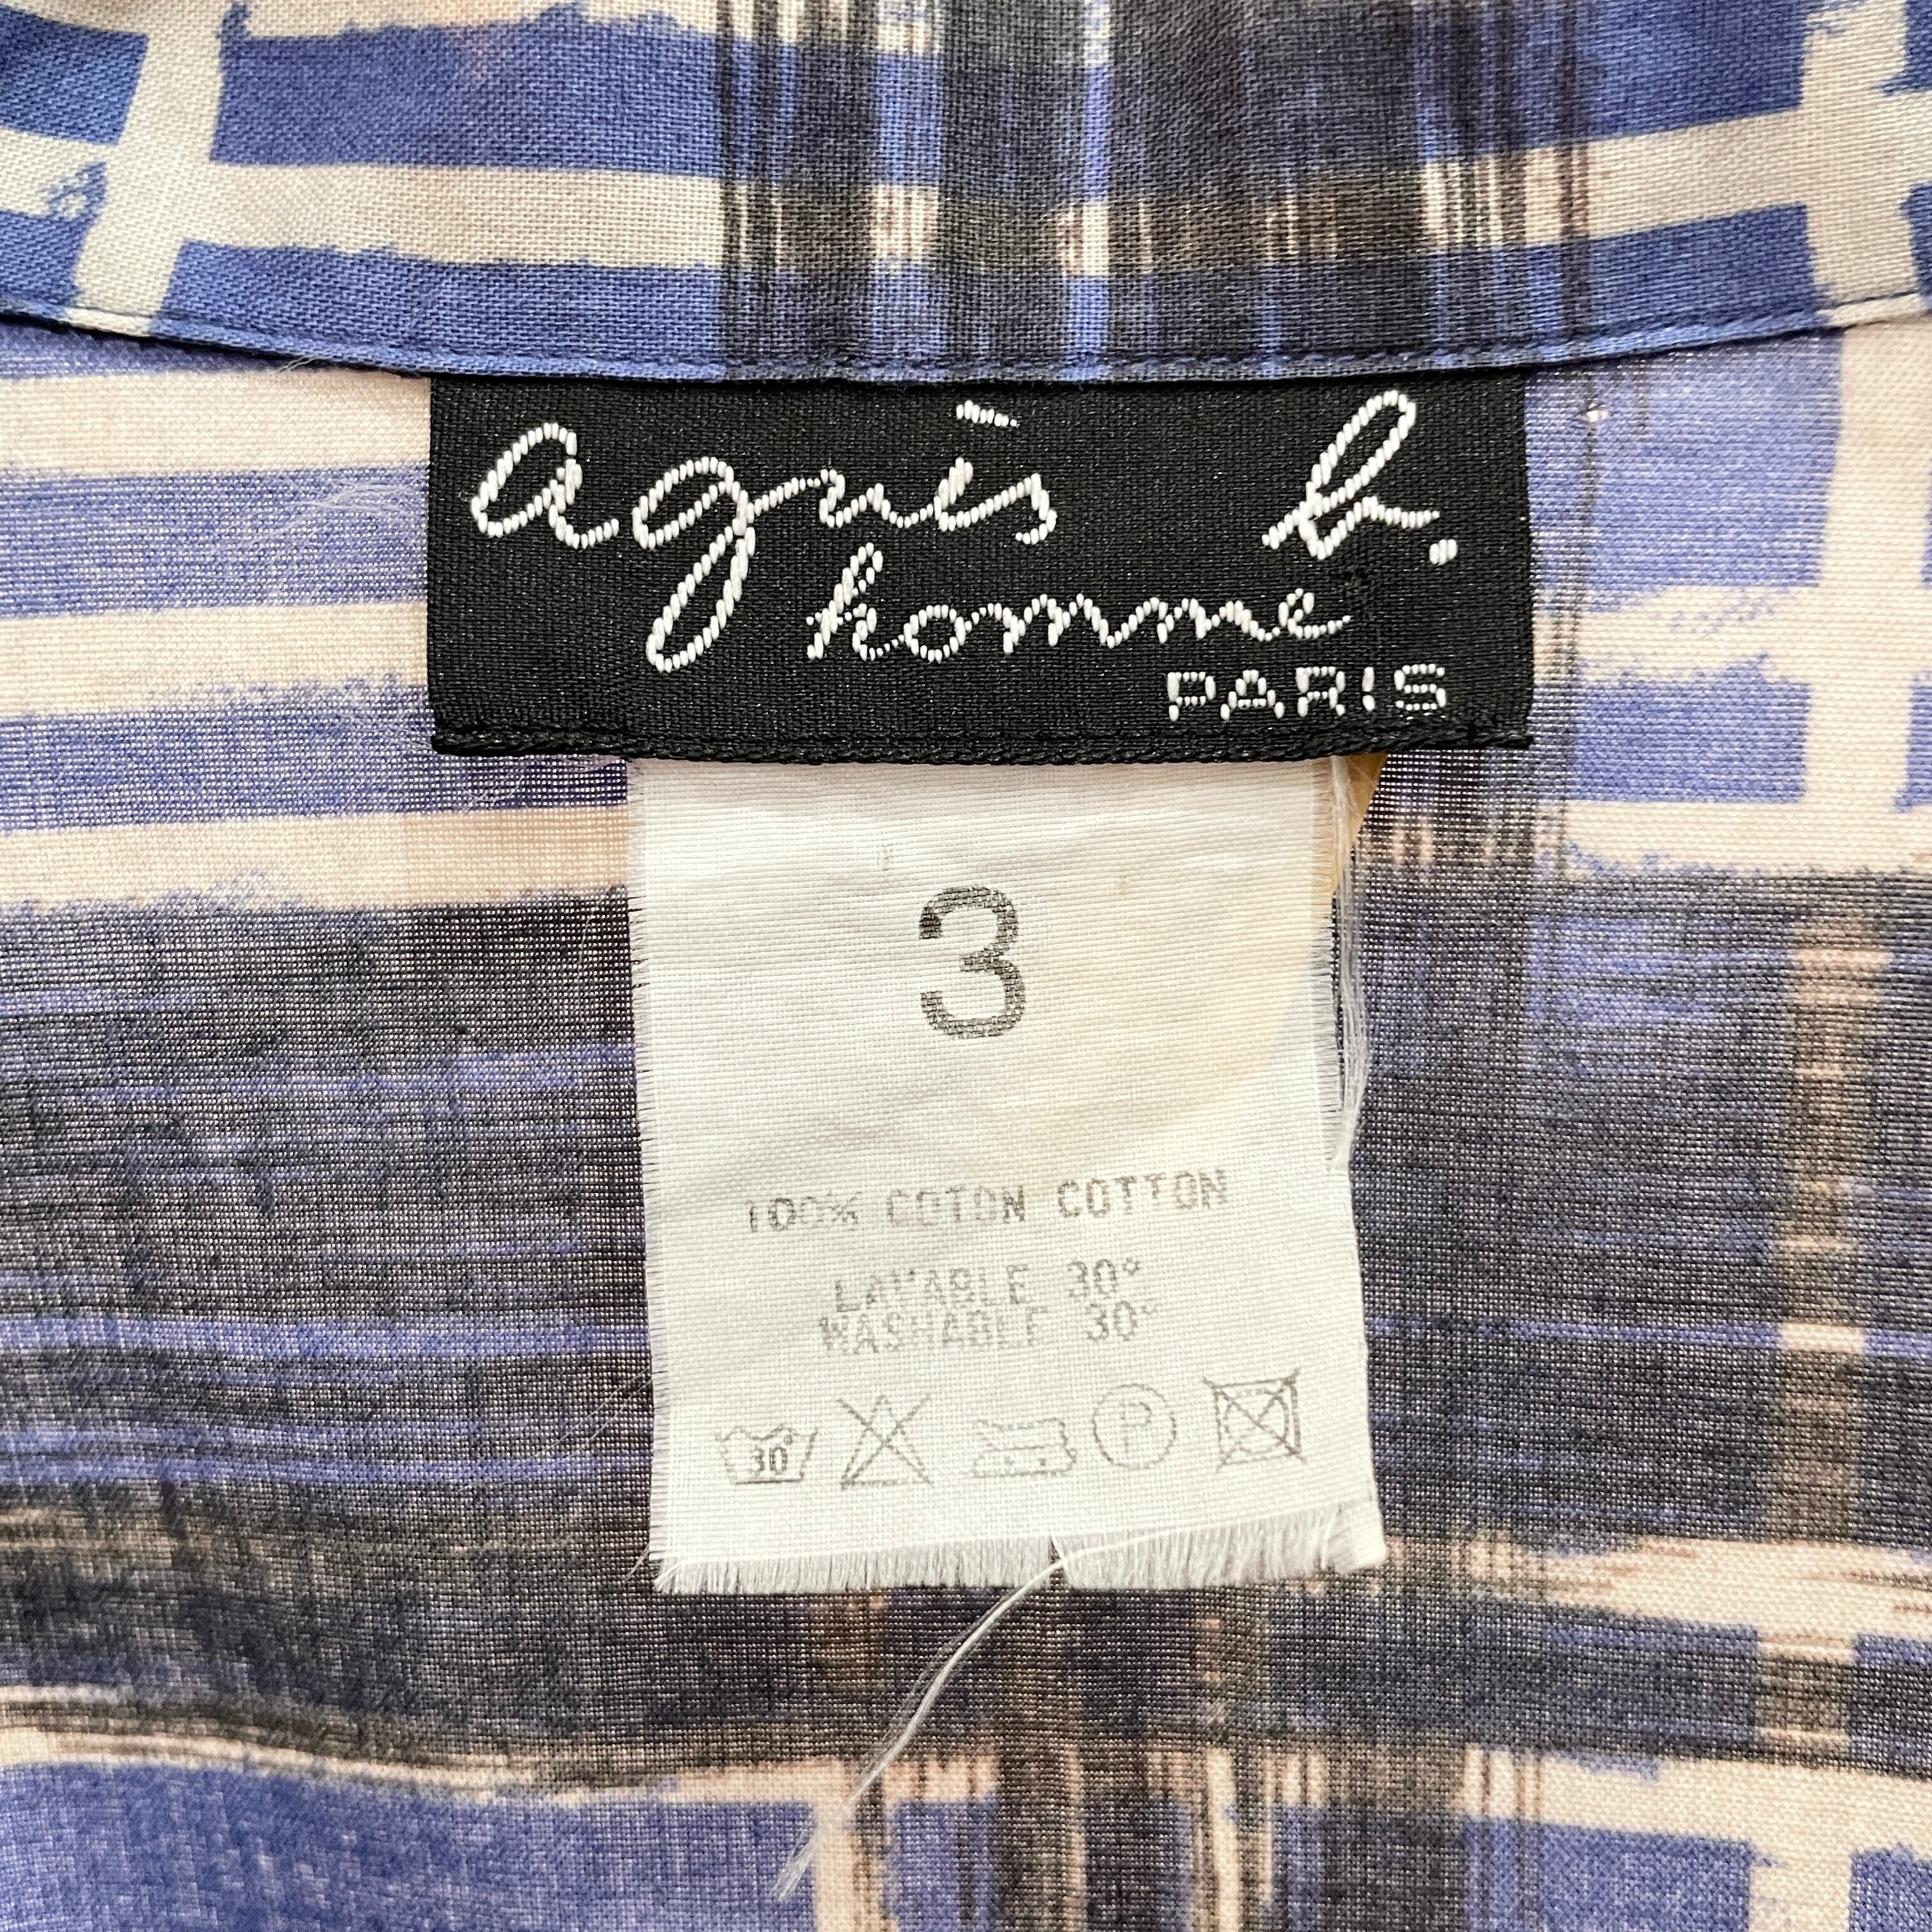 agnès b.
homme
PARIS
3
100% COTON COTTON
LAVABLE 30°
WASHABLE 30°
30° P